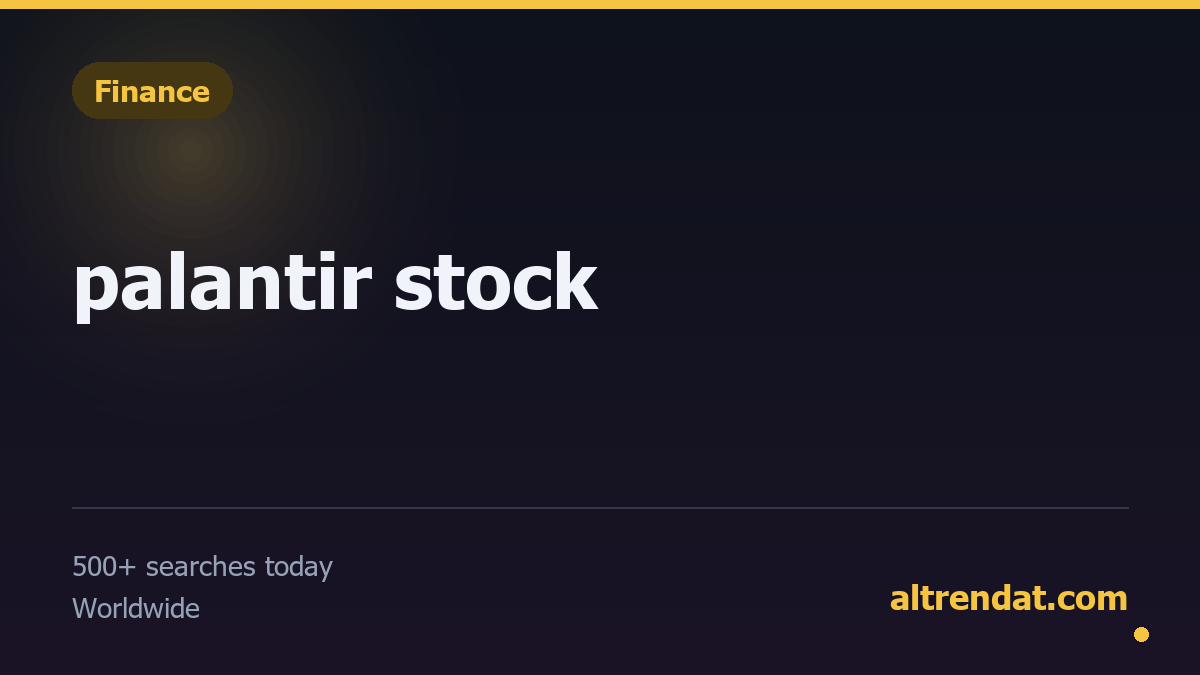 Finance
palantir stock
500+ searches today
Worldwide
altrendat.com